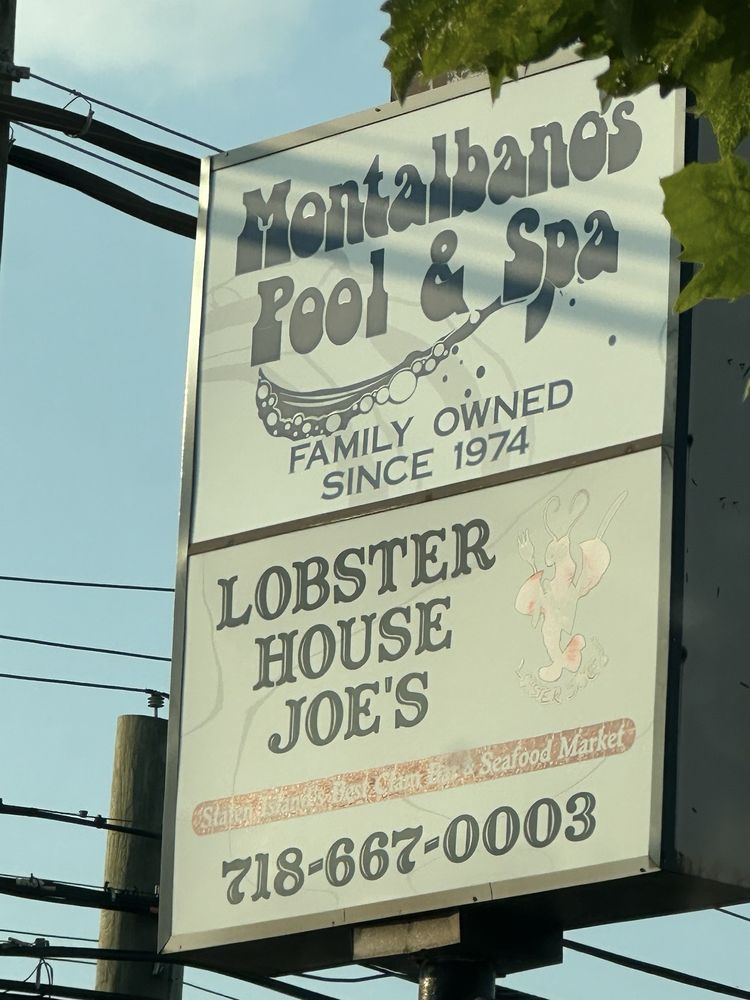 Montalbano's
Pool & Spa
FAMILY OWNED
SINCE 1974
LOBSTER
HOUSE
JOE'S
Staten Island's Best Clam Bar & Seafood Market
718-667-0003